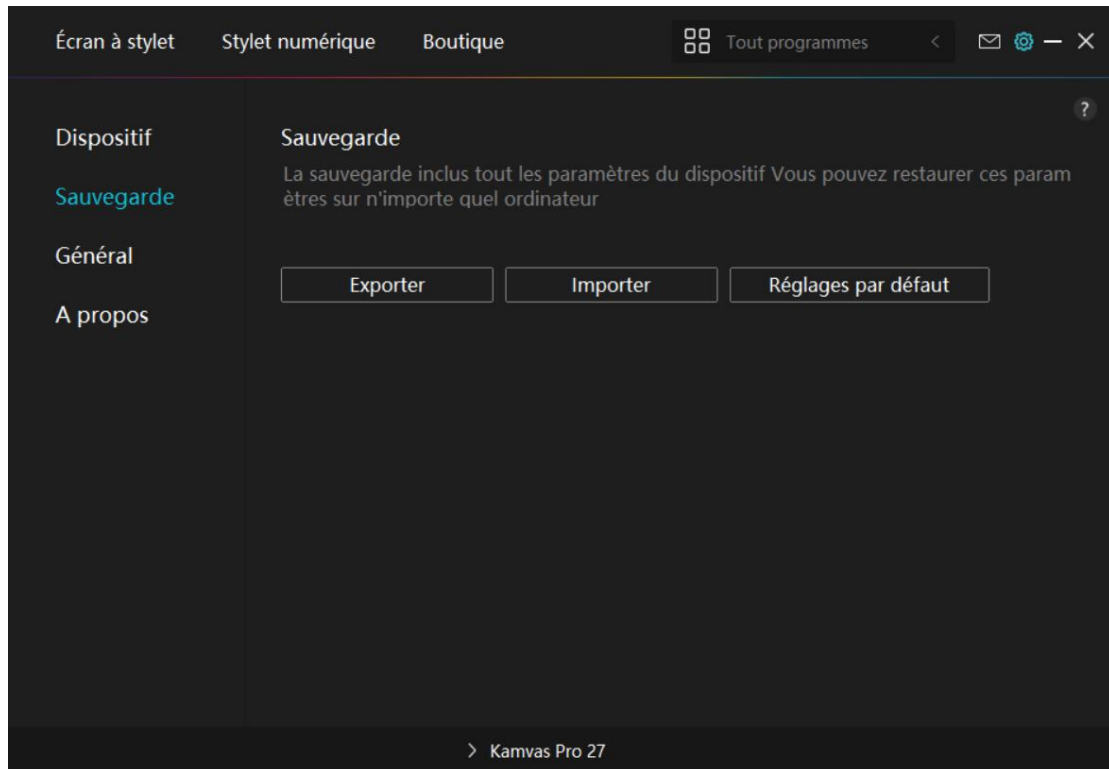 Écran à stylet Stylet numérique Boutique Tout programmes
?
Dispositif
Sauvegarde
Général
A propos
Sauvegarde
La sauvegarde inclus tout les paramètres du dispositif Vous pouvez restaurer ces param
ètres sur n'importe quel ordinateur
Exporter Importer Réglages par défaut
Kamvas Pro 27